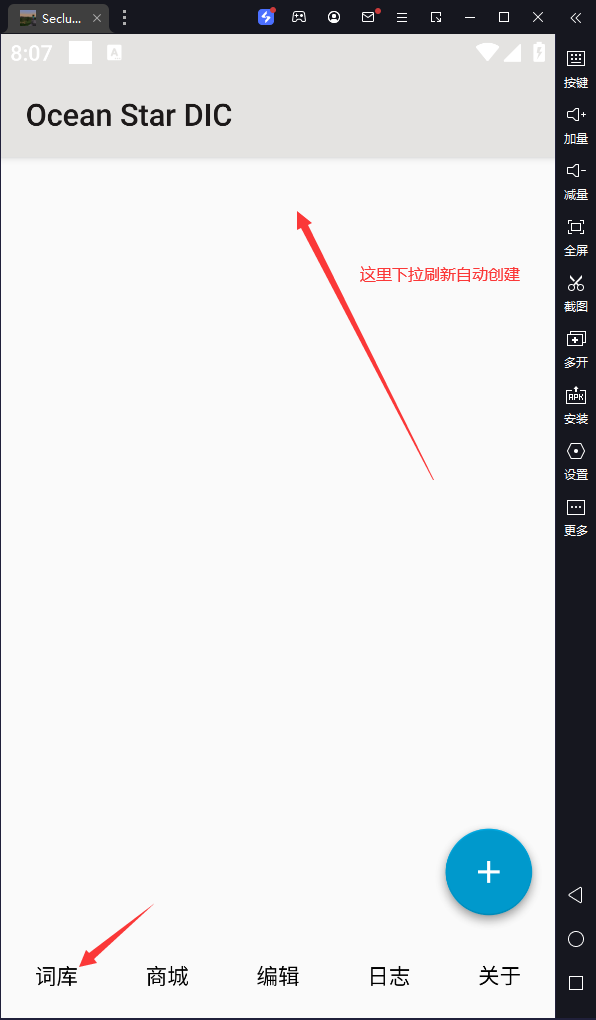 Seclu...
8:07
Ocean Star DIC
这里下拉刷新自动创建
词库 商城 编辑 日志 关于
按键
加量
减量
全屏
截图
多开
APK
安装
设置
更多